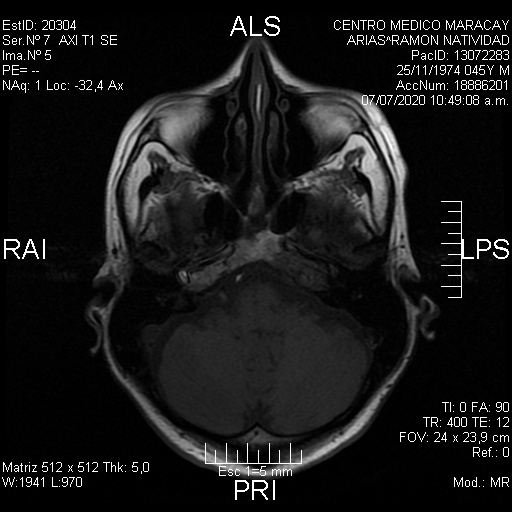 EstID: 20304
Ser.Nº 7 AXI T1 SE
Ima.Nº 5
PE= --
NAq: 1 Loc: -32,4 Ax
ALS
CENTRO MEDICO MARACAY
ARIAS^RAMON NATIVIDAD
PacID: 13072283
25/11/1974 045Y M
AccNum: 18886201
07/07/2020 10:49:08 a.m.
RAI
LPS
Matriz 512 x 512 Thk: 5,0
W:1941 L:970
Esc 1=5 mm
PRI
TI: 0 FA: 90
TR: 400 TE: 12
FOV: 24 x 23,9 cm
Ref.: 0
Mod.: MR